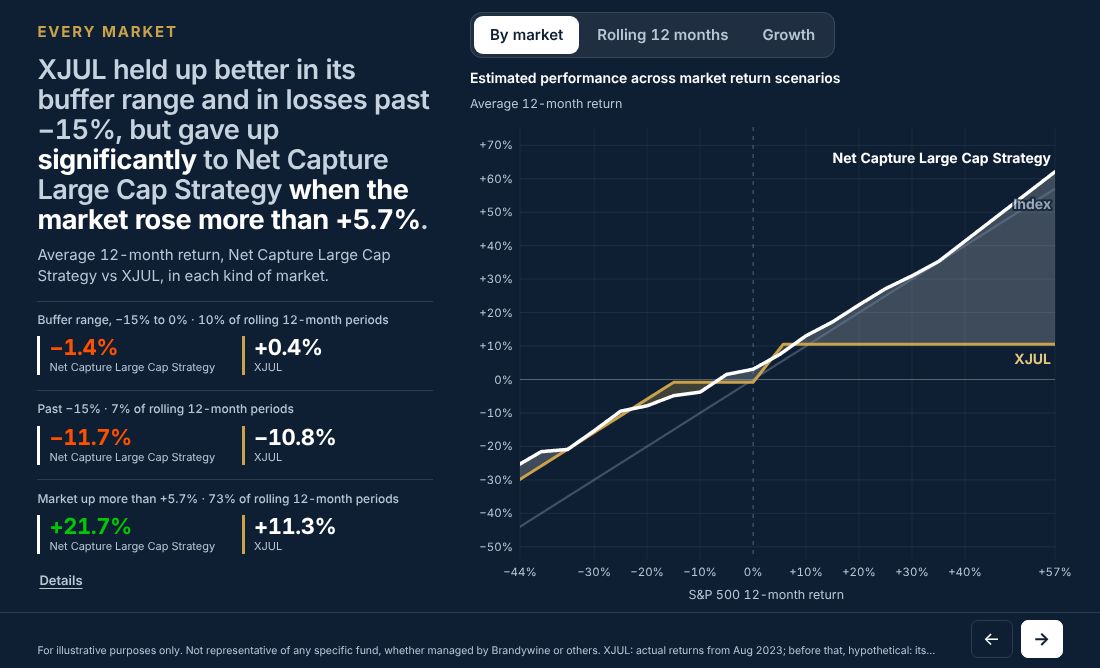 EVERY MARKET
XJUL held up better in its
buffer range and in losses past
−15%, but gave up
significantly to Net Capture
Large Cap Strategy when the
market rose more than +5.7%.
Average 12-month return, Net Capture Large Cap
Strategy vs XJUL, in each kind of market.
Buffer range, −15% to 0% · 10% of rolling 12-month periods
−1.4% +0.4%
Net Capture Large Cap Strategy XJUL
Past −15% · 7% of rolling 12-month periods
−11.7% −10.8%
Net Capture Large Cap Strategy XJUL
Market up more than +5.7% · 73% of rolling 12-month periods
+21.7% +11.3%
Net Capture Large Cap Strategy XJUL
Details
By market Rolling 12 months Growth
Estimated performance across market return scenarios
Average 12-month return
+70%
Net Capture Large Cap Strategy
+60%
Index
+50%
+40%
+30%
+20%
+10%
XJUL
0%
−10%
−20%
−30%
−40%
−50%
−44% −30% −20% −10% 0% +10% +20% +30% +40% +57%
S&P 500 12-month return
For illustrative purposes only. Not representative of any specific fund, whether managed by Brandywine or others. XJUL: actual returns from Aug 2023; before that, hypothetical: its…
← →